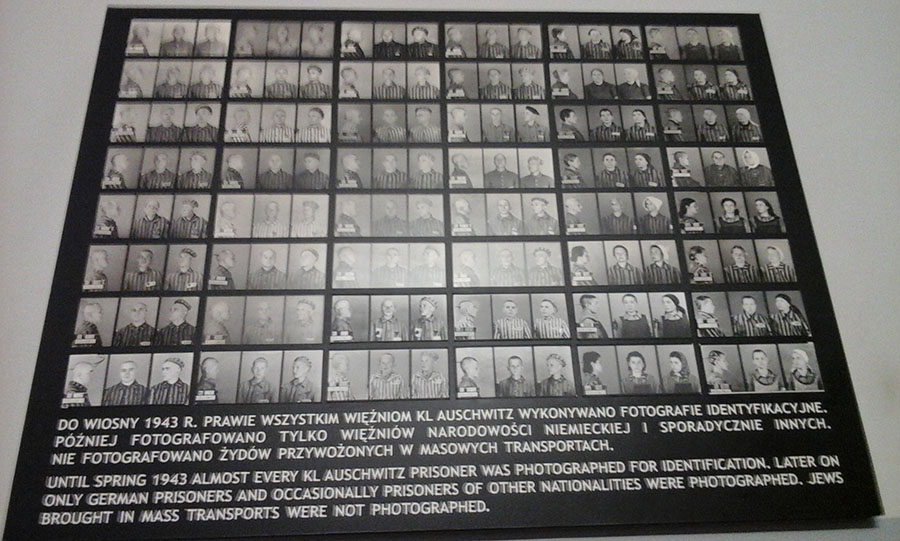 DO WIOSNY 1943 R. PRAWIE WSZYSTKIM WIĘŹNIOM KL AUSCHWITZ WYKONYWANO FOTOGRAFIE IDENTYFIKACYJNE.
PÓŹNIEJ FOTOGRAFOWANO TYLKO WIĘŹNIÓW NARODOWOŚCI NIEMIECKIEJ I SPORADYCZNIE INNYCH.
NIE FOTOGRAFOWANO ŻYDÓW PRZYWOŻONYCH W MASOWYCH TRANSPORTACH.
UNTIL SPRING 1943 ALMOST EVERY KL AUSCHWITZ PRISONER WAS PHOTOGRAPHED FOR IDENTIFICATION. LATER ON
ONLY GERMAN PRISONERS AND OCCASIONALLY PRISONERS OF OTHER NATIONALITIES WERE PHOTOGRAPHED. JEWS
BROUGHT IN MASS TRANSPORTS WERE NOT PHOTOGRAPHED.